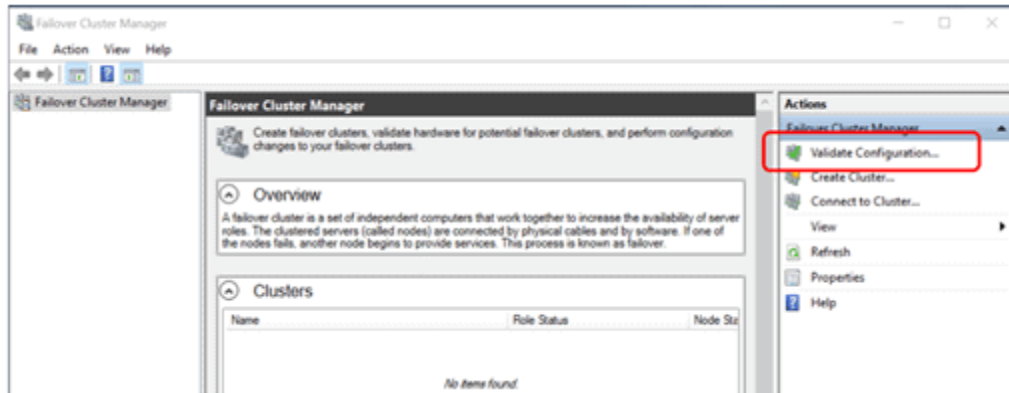 Failover Cluster Manager
File Action View Help
Failover Cluster Manager
Failover Cluster Manager
Create failover clusters, validate hardware for potential failover clusters, and perform configuration
changes to your failover clusters.
Overview
A failover cluster is a set of independent computers that work together to increase the availability of server
roles. The clustered servers (called nodes) are connected by physical cables and by software. If one of
the nodes fails, another node begins to provide services. This process is known as failover.
Clusters
Name Role Status Node Sta
No items found.
Actions
Failover Cluster Manager
Validate Configuration...
Create Cluster...
Connect to Cluster...
View
Refresh
Properties
Help